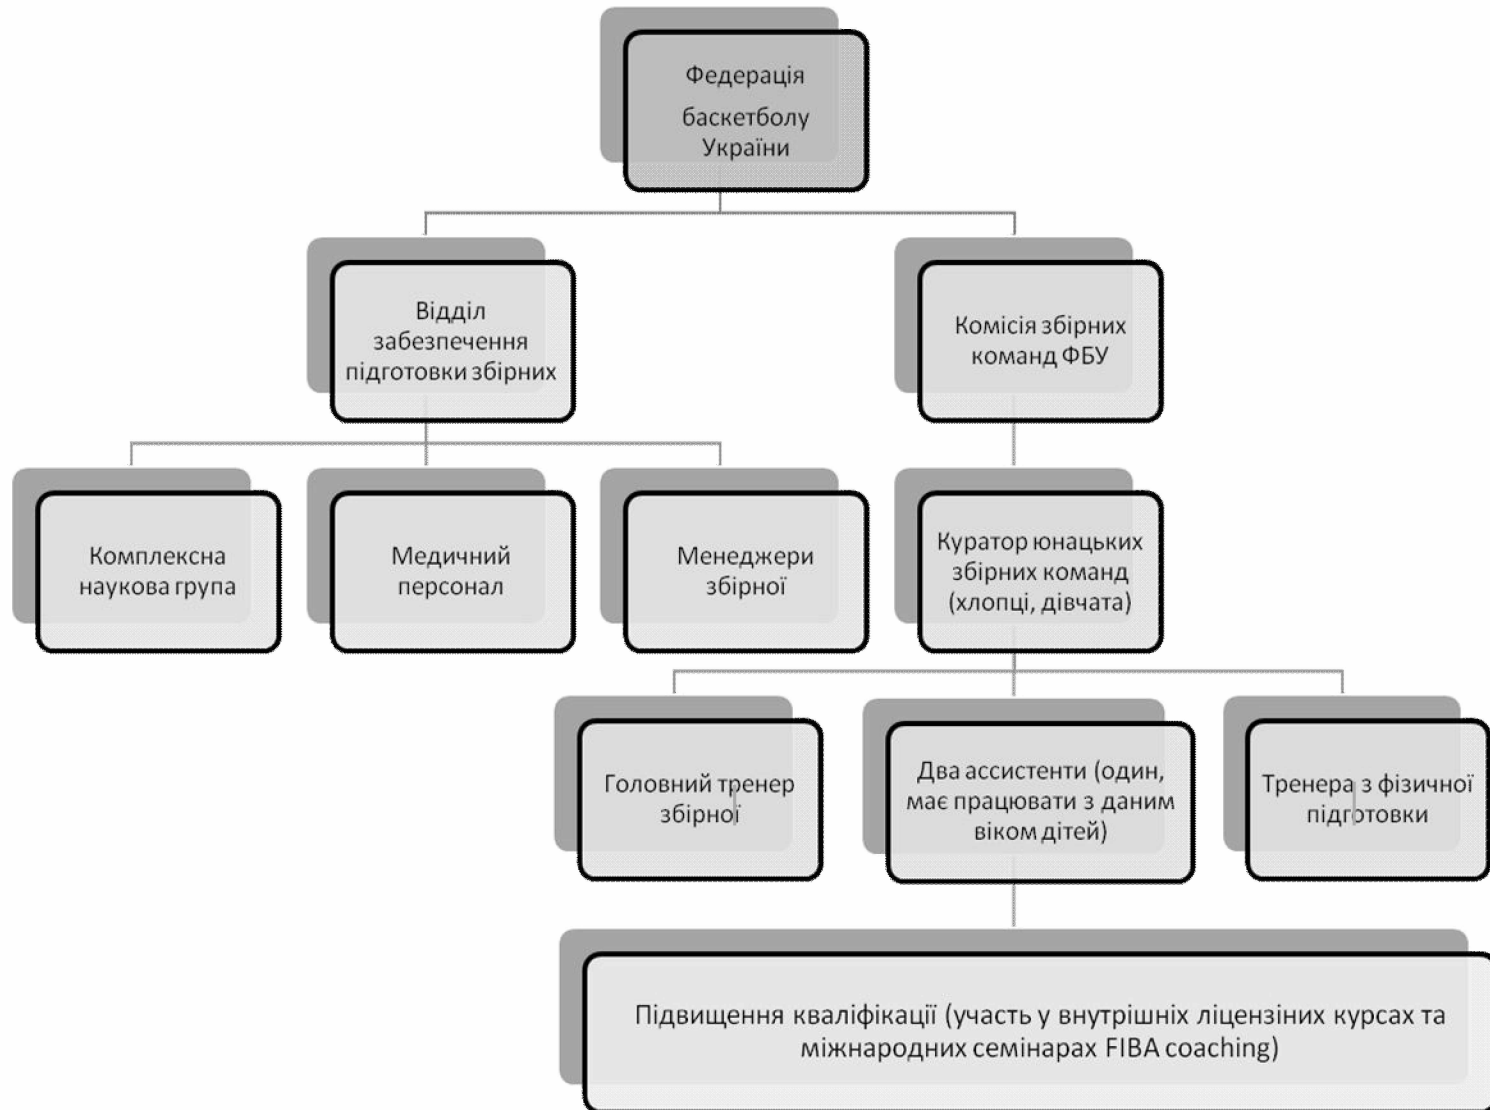 Федерація
баскетболу
України
Відділ
забезпечення
підготовки збірних
Комісія збірних
команд ФБУ
Комплексна
наукова група
Медичний
персонал
Менеджери
збірної
Куратор юнацьких
збірних команд
(хлопці, дівчата)
Головний тренер
збірної
Два ассистенти (один,
має працювати з даним
віком дітей)
Тренера з фізичної
підготовки
Підвищення кваліфікації (участь у внутрішніх ліцензіних курсах та
міжнародних семінарах FIBA coaching)